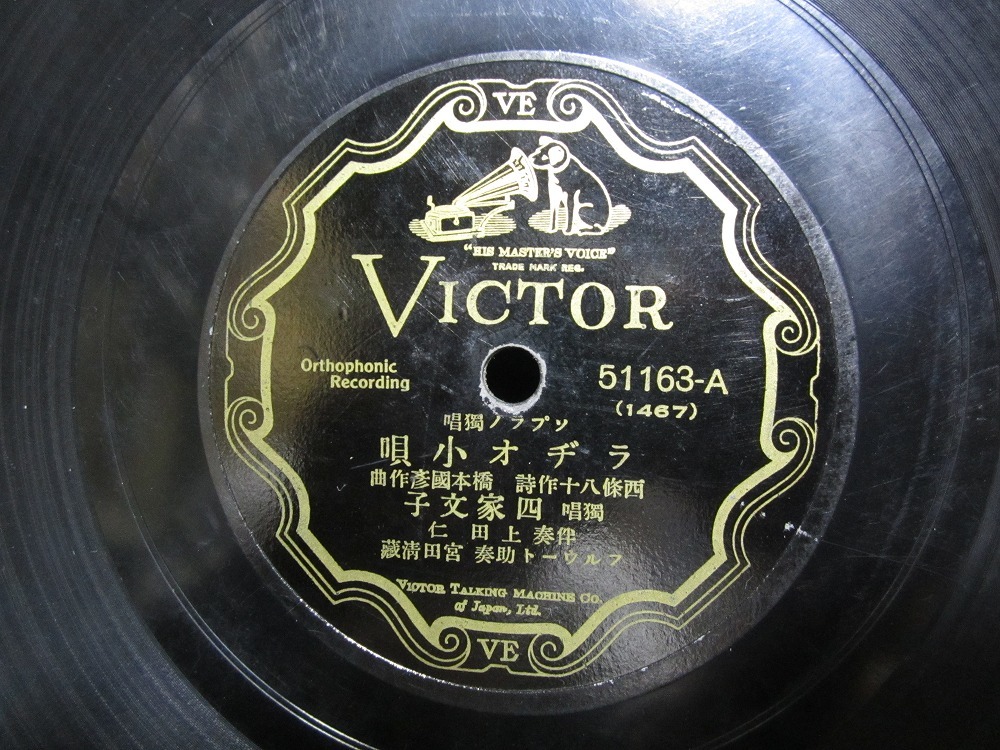 VE
"HIS MASTER'S VOICE"
TRADE MARK REG.
VICTOR
Orthophonic
Recording
51163-A
(1467)
ソプラノ獨唱
ラヂオ小唄
西條八十作詩 橋本國彥作曲
獨唱 四家文子
伴奏 上田仁
フルウート助奏 宮田清藏
VICTOR TALKING MACHINE CO.
of Japan, Ltd.
VE